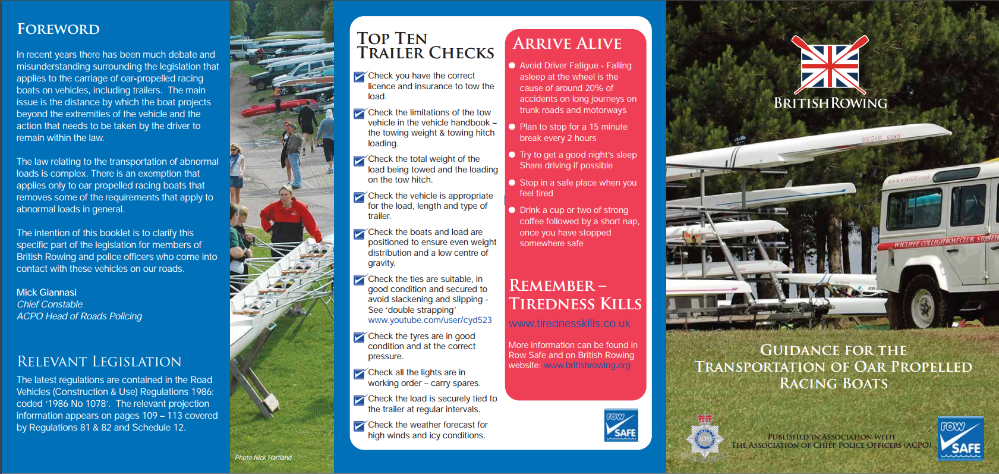 FOREWORD
In recent years there has been much debate and
misunderstanding surrounding the legislation that
applies to the carriage of oar-propelled racing
boats on vehicles, including trailers.  The main
issue is the distance by which the boat projects
beyond the extremities of the vehicle and the
action that needs to be taken by the driver to
remain within the law.
The law relating to the transportation of abnormal
loads is complex. There is an exemption that
applies only to oar propelled racing boats that
removes some of the requirements that apply to
abnormal loads in general.
The intention of this booklet is to clarify this
specific part of the legislation for members of
British Rowing and police officers who come into
contact with these vehicles on our roads.
Mick Giannasi
Chief Constable
ACPO Head of Roads Policing
RELEVANT LEGISLATION
The latest regulations are contained in the Road
Vehicles (Construction & Use) Regulations 1986:
coded ‘1986 No 1078’.  The relevant projection
information appears on pages 109 – 113 covered
by Regulations 81 & 82 and Schedule 12.
Photo Nick Hartland
TOP TEN
TRAILER CHECKS
Check you have the correct
licence and insurance to tow the
load.
Check the limitations of the tow
vehicle in the vehicle handbook –
the towing weight & towing hitch
loading.
Check the total weight of the
load being towed and the loading
on the tow hitch.
Check the vehicle is appropriate
for the load, length and type of
trailer.
Check the boats and load are
positioned to ensure even weight
distribution and a low centre of
gravity.
Check the ties are suitable, in
good condition and secured to
avoid slackening and slipping -
See ‘double strapping’
www.youtube.com/user/cyd523
Check the tyres are in good
condition and at the correct
pressure.
Check all the lights are in
working order – carry spares.
Check the load is securely tied to
the trailer at regular intervals.
Check the weather forecast for
high winds and icy conditions.
ARRIVE ALIVE
Avoid Driver Fatigue - Falling
asleep at the wheel is the
cause of around 20% of
accidents on long journeys on
trunk roads and motorways
Plan to stop for a 15 minute
break every 2 hours
Try to get a good night’s sleep
Share driving if possible
Stop in a safe place when you
feel tired
Drink a cup or two of strong
coffee followed by a short nap,
once you have stopped
somewhere safe
REMEMBER –
TIREDNESS KILLS
www.tirednesskills.co.uk
More information can be found in
Row Safe and on British Rowing
website: www.britishrowing.org
row
SAFE
BRITISH ROWING
SIRIUS WYC 006
www.wycliffe.co.uk
WYCLIFFE COLLEGE BOAT CLUB, STONEH
GUIDANCE FOR THE
TRANSPORTATION OF OAR PROPELLED
RACING BOATS
ACPO
PUBLISHED IN ASSOCIATION WITH
THE ASSOCIATION OF CHIEF POLICE OFFICERS (ACPO)
row
SAFE